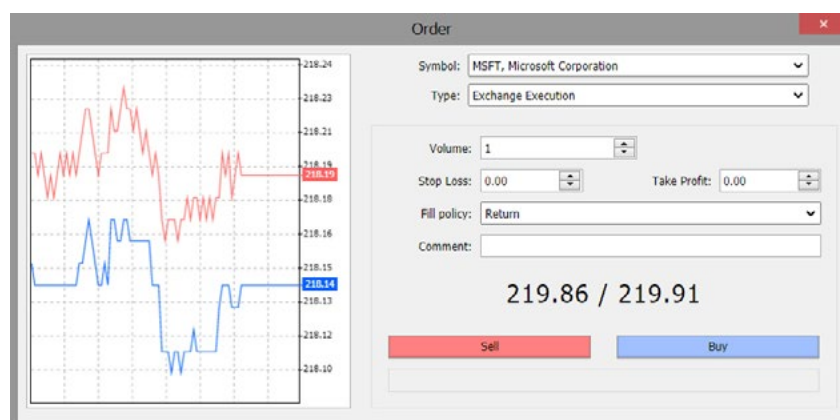 Order
218.24
218.23
218.21
218.19
218.19
218.18
218.16
218.15
218.14
218.13
218.12
218.10
Symbol: MSFT, Microsoft Corporation
Type: Exchange Execution
Volume: 1
Stop Loss: 0.00 Take Profit: 0.00
Fill policy: Return
Comment:
219.86 / 219.91
Sell Buy